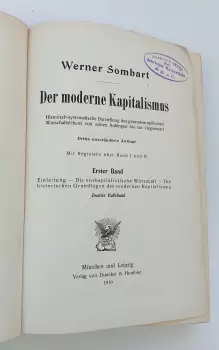 Werner Sombart
Der moderne Kapitalismus
Historisch-systematische Darstellung des gesamteuropäischen
Wirtschaftslebens von seinen Anfängen bis zur Gegenwart
Dritte unveränderte Auflage
Mit Registern über Band I und II
Erster Band
Einleitung — Die vorkapitalistische Wirtschaft — Die
historischen Grundlagen des modernen Kapitalismus
Zweiter Halbband
München und Leipzig
Verlag von Duncker & Humblot
1919